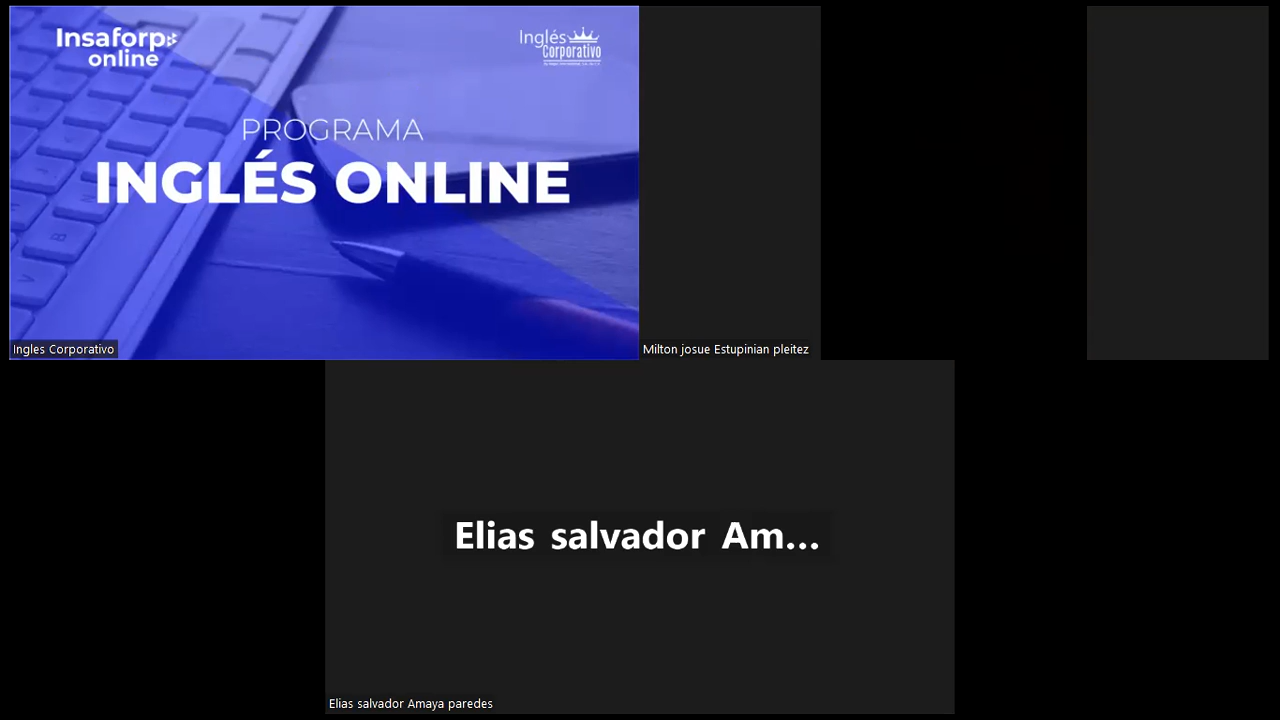 Insaforp
online
Inglés
Corporativo
PROGRAMA
INGLÉS ONLINE
Ingles Corporativo
Milton josue Estupinian pleitez
Elias salvador Am...
Elias salvador Amaya paredes